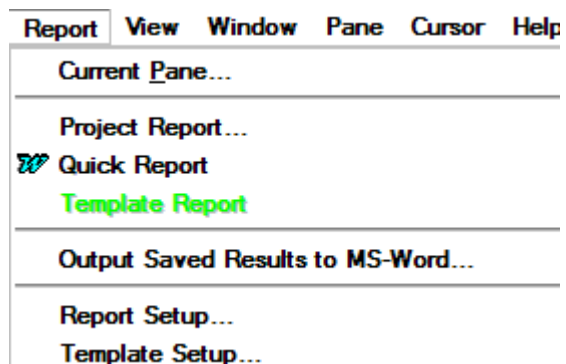 Report View Window Pane Cursor Help
Current Pane...
Project Report...
Quick Report
Template Report
Output Saved Results to MS-Word...
Report Setup...
Template Setup...